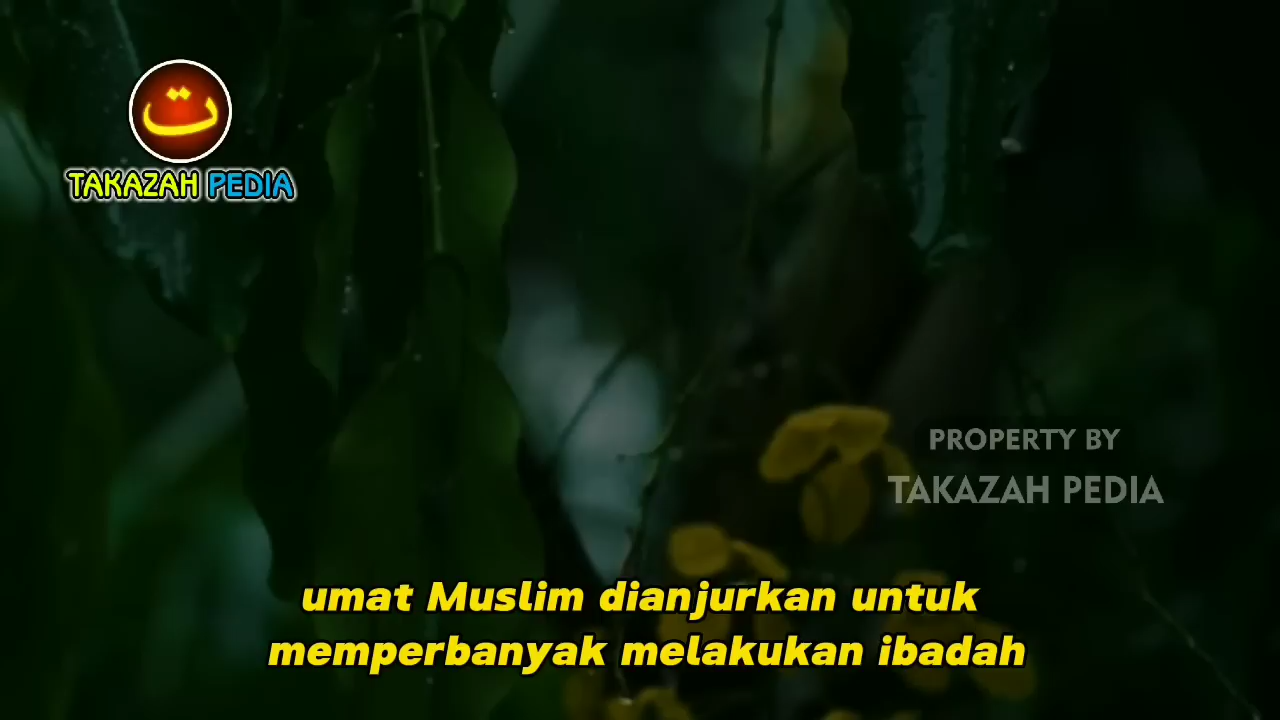 ت
TAKAZAH PEDIA
PROPERTY BY
TAKAZAH PEDIA
umat Muslim dianjurkan untuk
memperbanyak melakukan ibadah